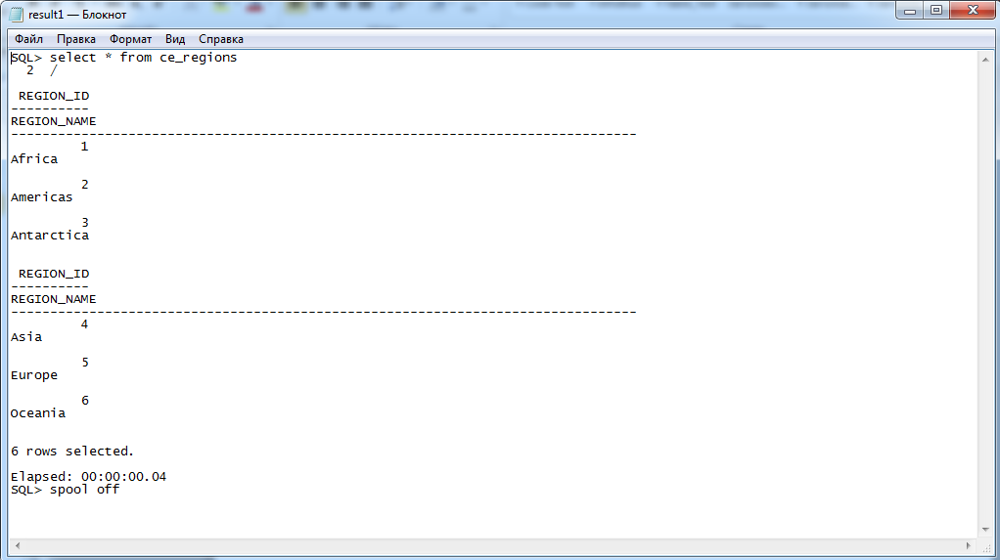 result1 — Блокнот
Файл Правка Формат Вид Справка
SQL> select * from ce_regions
  2  /

 REGION_ID
----------
REGION_NAME
--------------------------------------------------------------------------------
         1
Africa

         2
Americas

         3
Antarctica


 REGION_ID
----------
REGION_NAME
--------------------------------------------------------------------------------
         4
Asia

         5
Europe

         6
Oceania


6 rows selected.

Elapsed: 00:00:00.04
SQL> spool off